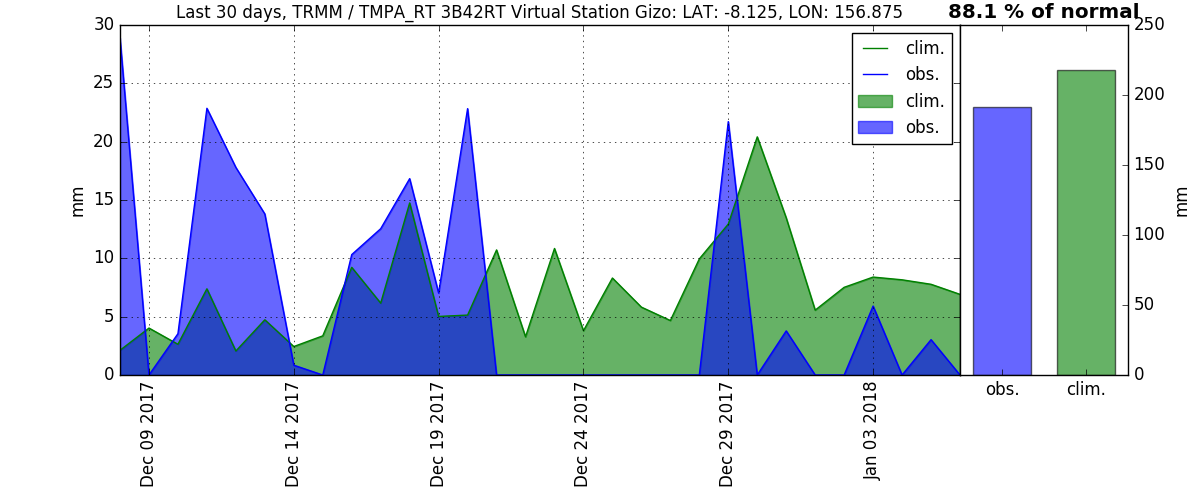 Last 30 days, TRMM / TMPA_RT 3B42RT Virtual Station Gizo: LAT: -8.125, LON: 156.875
88.1 % of normal
30
25
20
15
10
5
0
mm
clim.
obs.
clim.
obs.
250
200
150
100
50
0
mm
Dec 09 2017
Dec 14 2017
Dec 19 2017
Dec 24 2017
Dec 29 2017
Jan 03 2018
obs.
clim.